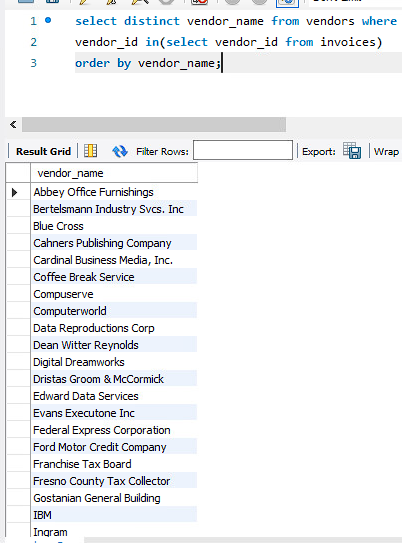 1 select distinct vendor_name from vendors where
2 vendor_id in(select vendor_id from invoices)
3 order by vendor_name;
Result Grid Filter Rows: Export: Wrap
vendor_name
Abbey Office Furnishings
Bertelsmann Industry Svcs. Inc
Blue Cross
Cahners Publishing Company
Cardinal Business Media, Inc.
Coffee Break Service
Compuserve
Computerworld
Data Reproductions Corp
Dean Witter Reynolds
Digital Dreamworks
Dristas Groom & McCormick
Edward Data Services
Evans Executone Inc
Federal Express Corporation
Ford Motor Credit Company
Franchise Tax Board
Fresno County Tax Collector
Gostanian General Building
IBM
Ingram